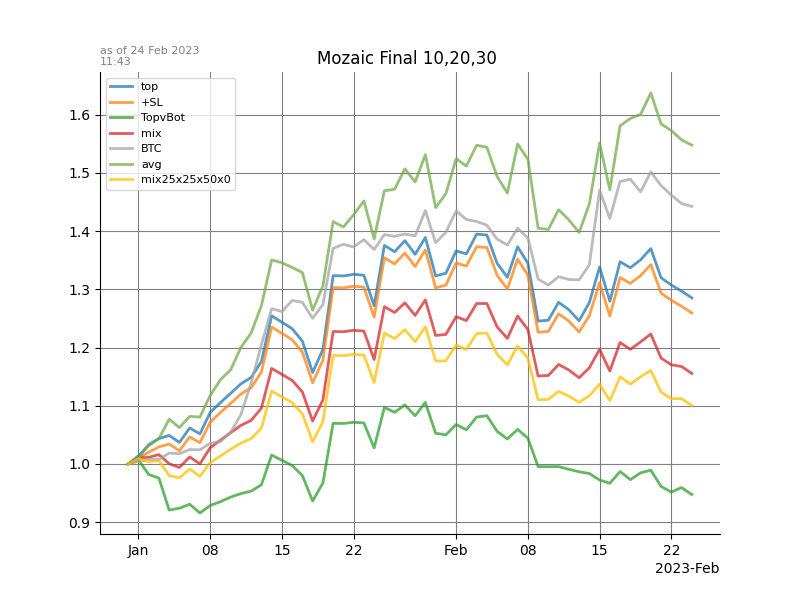 as of 24 Feb 2023
11:43
Mozaic Final 10,20,30
top
+SL
TopvBot
mix
BTC
avg
mix25x25x50x0
1.6
1.5
1.4
1.3
1.2
1.1
1.0
0.9
Jan 08 15 22 Feb 08 15 22
2023-Feb